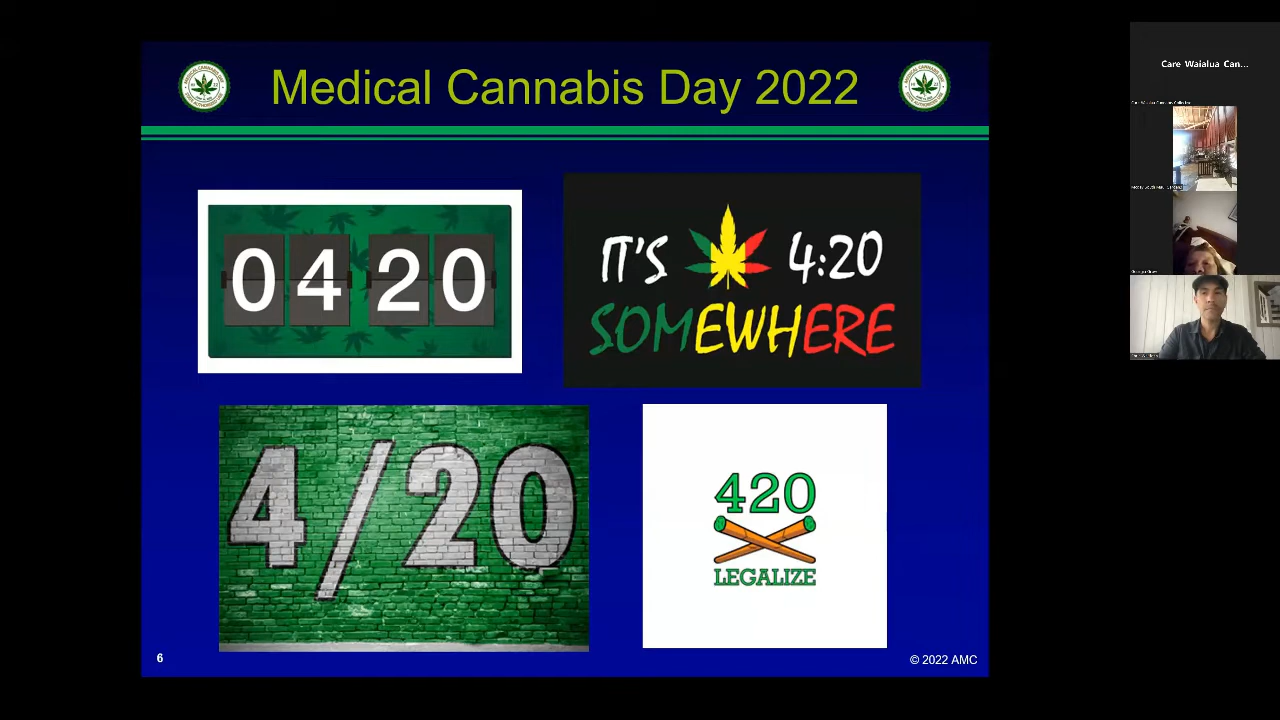 Medical Cannabis Day 2022
04 20
IT'S 4:20
SOMEWHERE
4/20
420
LEGALIZE
6
© 2022 AMC
Care Waialua Can...